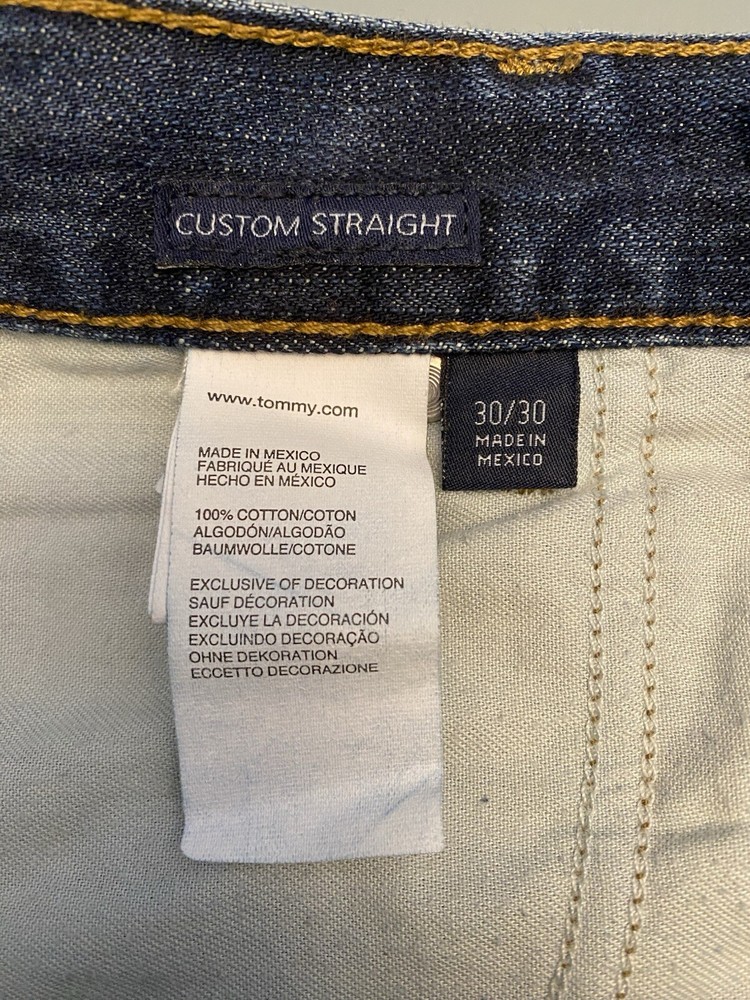 CUSTOM STRAIGHT
www.tommy.com
MADE IN MEXICO
FABRIQUÉ AU MEXIQUE
HECHO EN MÉXICO
100% COTTON/COTON
ALGODÓN/ALGODÃO
BAUMWOLLE/COTONE
EXCLUSIVE OF DECORATION
SAUF DÉCORATION
EXCLUYE LA DECORACIÓN
EXCLUINDO DECORAÇÃO
OHNE DEKORATION
ECCETTO DECORAZIONE
30/30
MADE IN
MEXICO